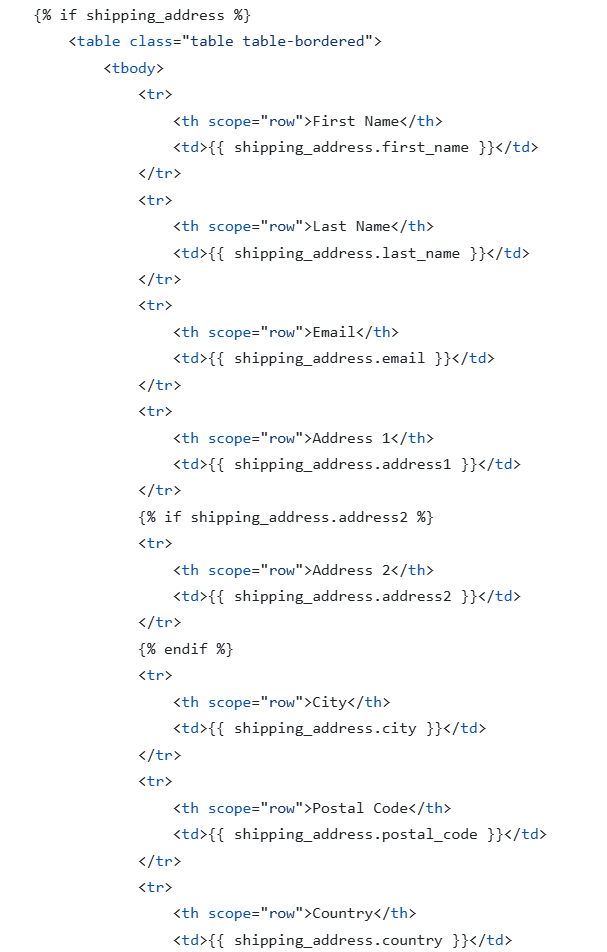 {% if shipping_address %}
<table class="table table-bordered">
<tbody>
<tr>
<th scope="row">First Name</th>
<td>{{ shipping_address.first_name }}</td>
</tr>
<tr>
<th scope="row">Last Name</th>
<td>{{ shipping_address.last_name }}</td>
</tr>
<tr>
<th scope="row">Email</th>
<td>{{ shipping_address.email }}</td>
</tr>
<tr>
<th scope="row">Address 1</th>
<td>{{ shipping_address.address1 }}</td>
</tr>
{% if shipping_address.address2 %}
<tr>
<th scope="row">Address 2</th>
<td>{{ shipping_address.address2 }}</td>
</tr>
{% endif %}
<tr>
<th scope="row">City</th>
<td>{{ shipping_address.city }}</td>
</tr>
<tr>
<th scope="row">Postal Code</th>
<td>{{ shipping_address.postal_code }}</td>
</tr>
<tr>
<th scope="row">Country</th>
<td>{{ shipping_address.country }}</td>